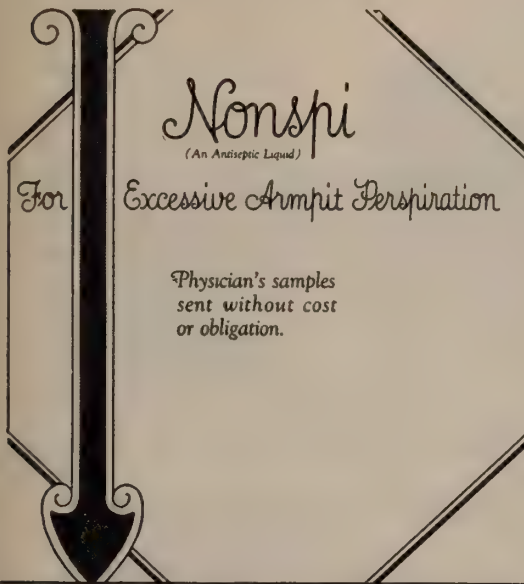 Nonspi
(An Antiseptic Liquid)
For Excessive Armpit Perspiration
Physician's samples
sent without cost
or obligation.